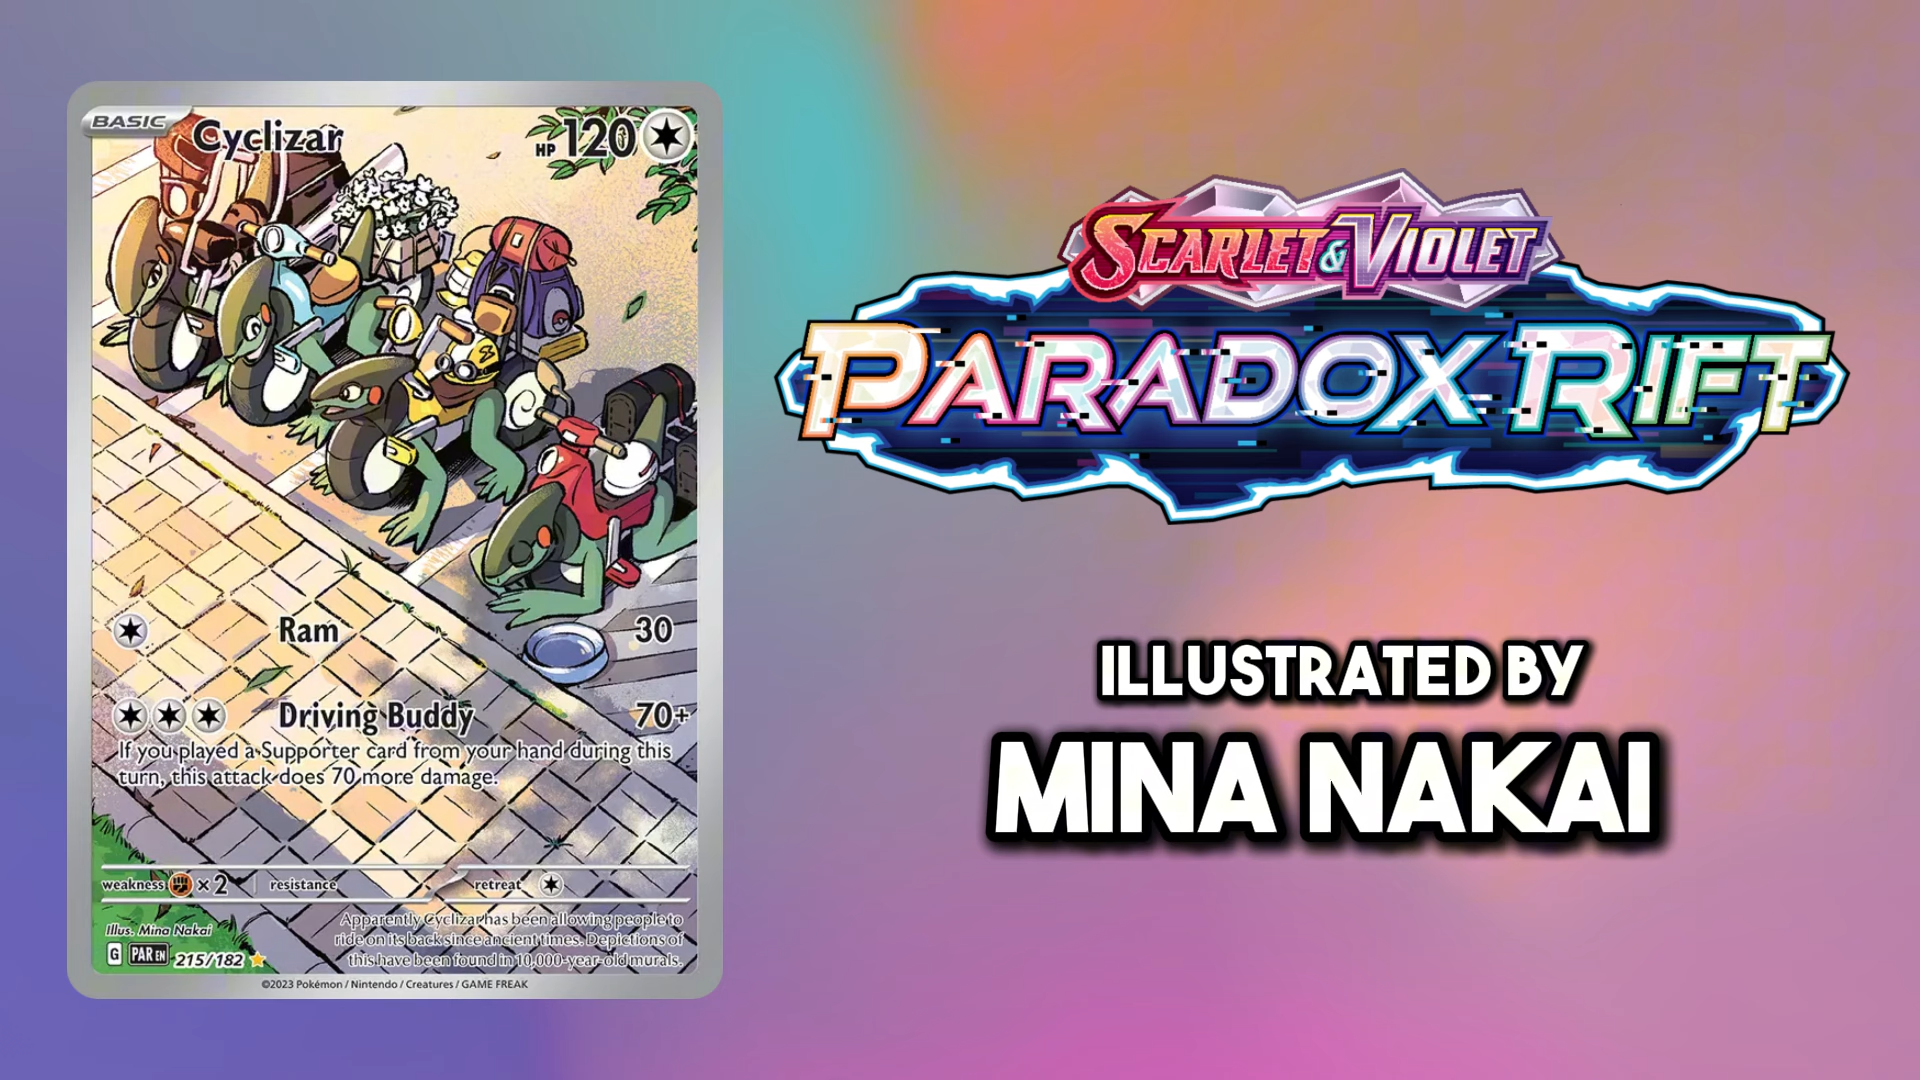 BASIC Cyclizar HP 120
Ram 30
Driving Buddy 70+
If you played a Supporter card from your hand during this
turn, this attack does 70 more damage.
weakness ×2 resistance retreat
Illus. Mina Nakai
G PAR EN 215/182
Apparently Cyclizar has been allowing people to
ride on its back since ancient times. Depictions of
this have been found in 10,000-year-old murals.
©2023 Pokémon / Nintendo / Creatures / GAME FREAK
SCARLET & VIOLET
PARADOX RIFT
ILLUSTRATED BY
MINA NAKAI